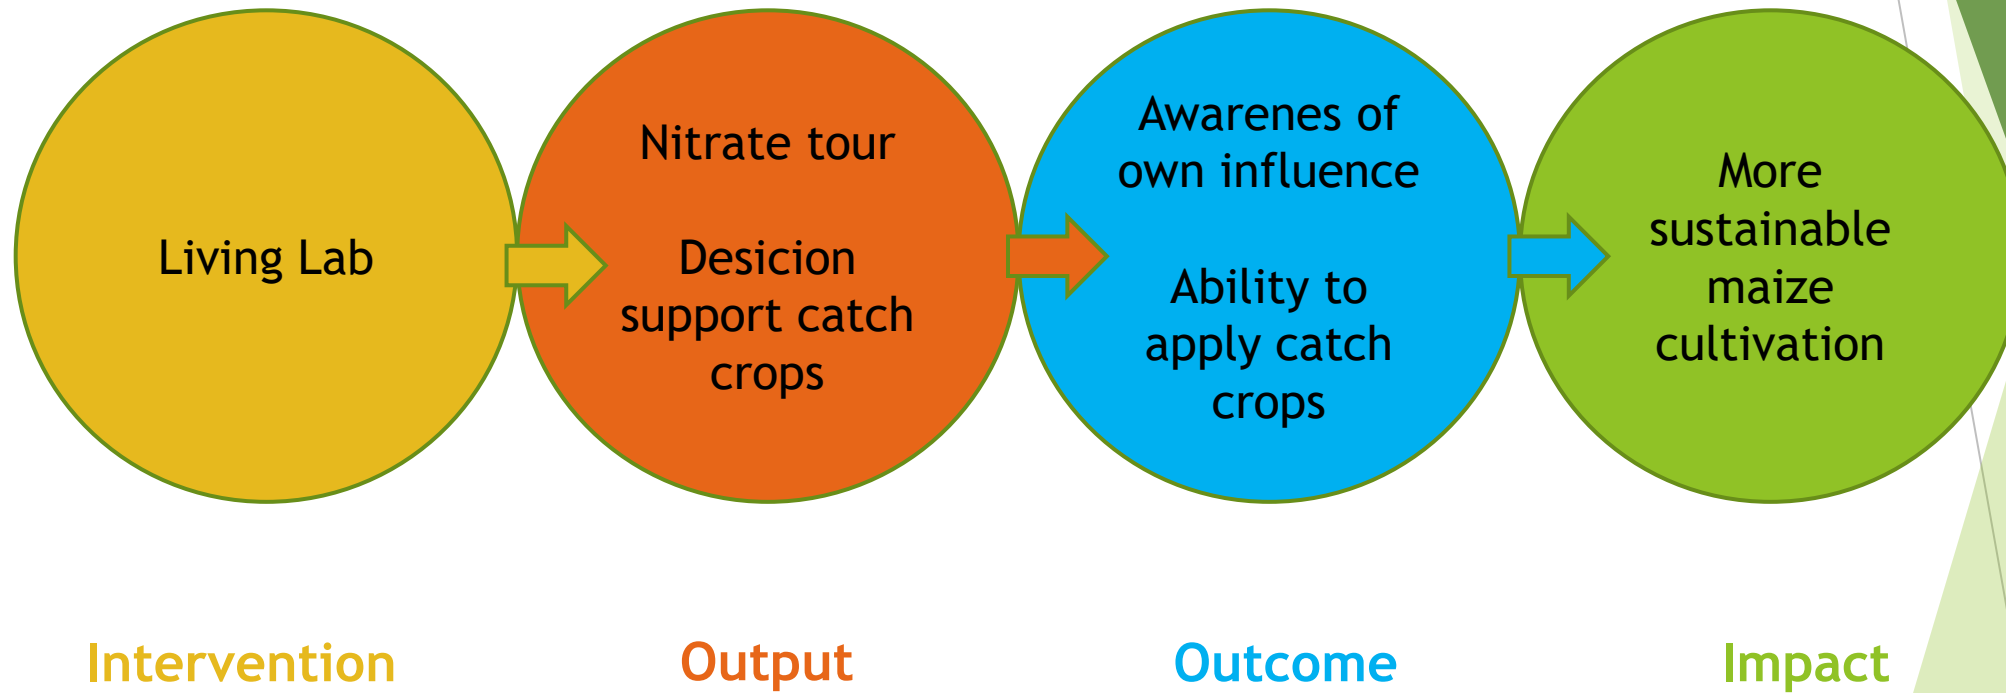 Living Lab
Nitrate tour
Desicion
support catch
crops
Awarenes of
own influence
Ability to
apply catch
crops
More
sustainable
maize
cultivation
Intervention
Output
Outcome
Impact